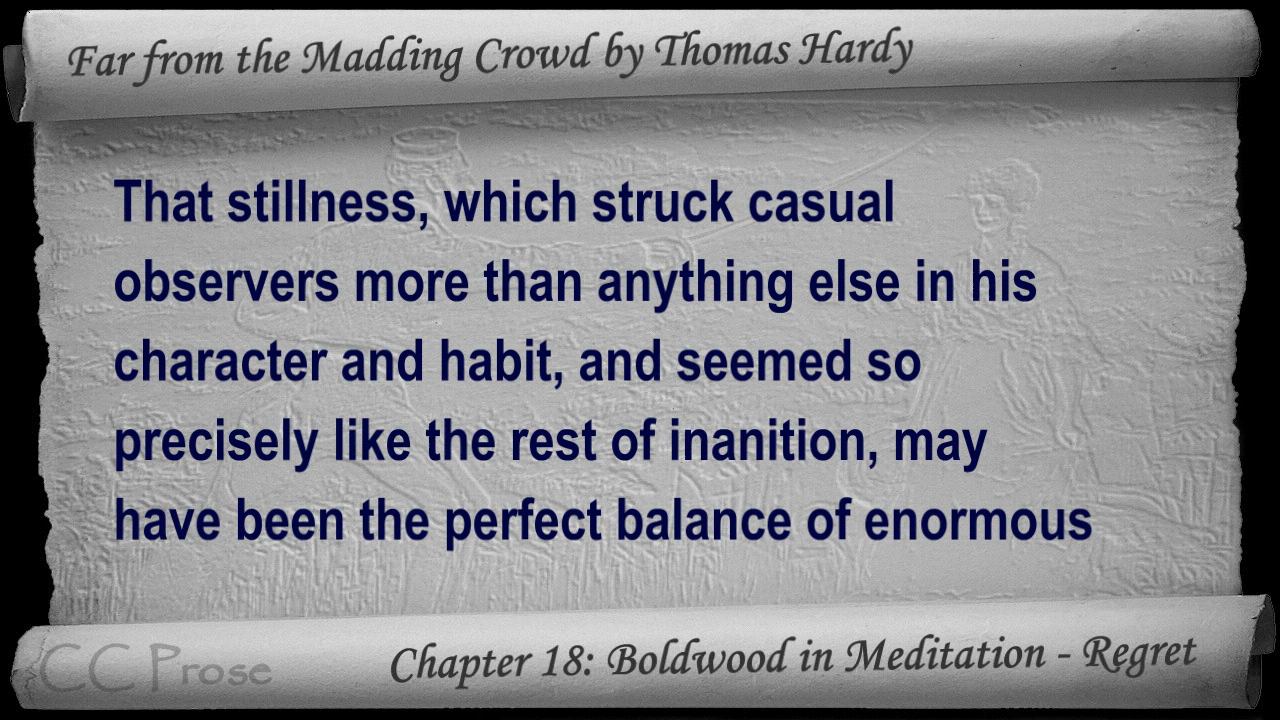 Far from the Madding Crowd by Thomas Hardy
That stillness, which struck casual
observers more than anything else in his
character and habit, and seemed so
precisely like the rest of inanition, may
have been the perfect balance of enormous
CC Prose
Chapter 18: Boldwood in Meditation - Regret